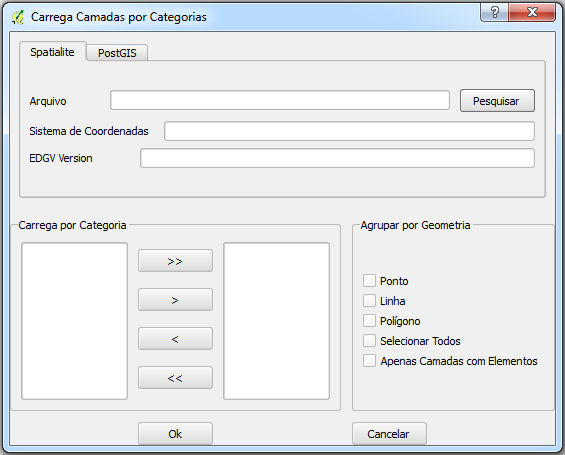 Carrega Camadas por Categorias
?
Spatialite
PostGIS
Arquivo
Pesquisar
Sistema de Coordenadas
EDGV Version
Carrega por Categoria
>>
>
<
<<
Agrupar por Geometria
Ponto
Linha
Polígono
Selecionar Todos
Apenas Camadas com Elementos
Ok
Cancelar